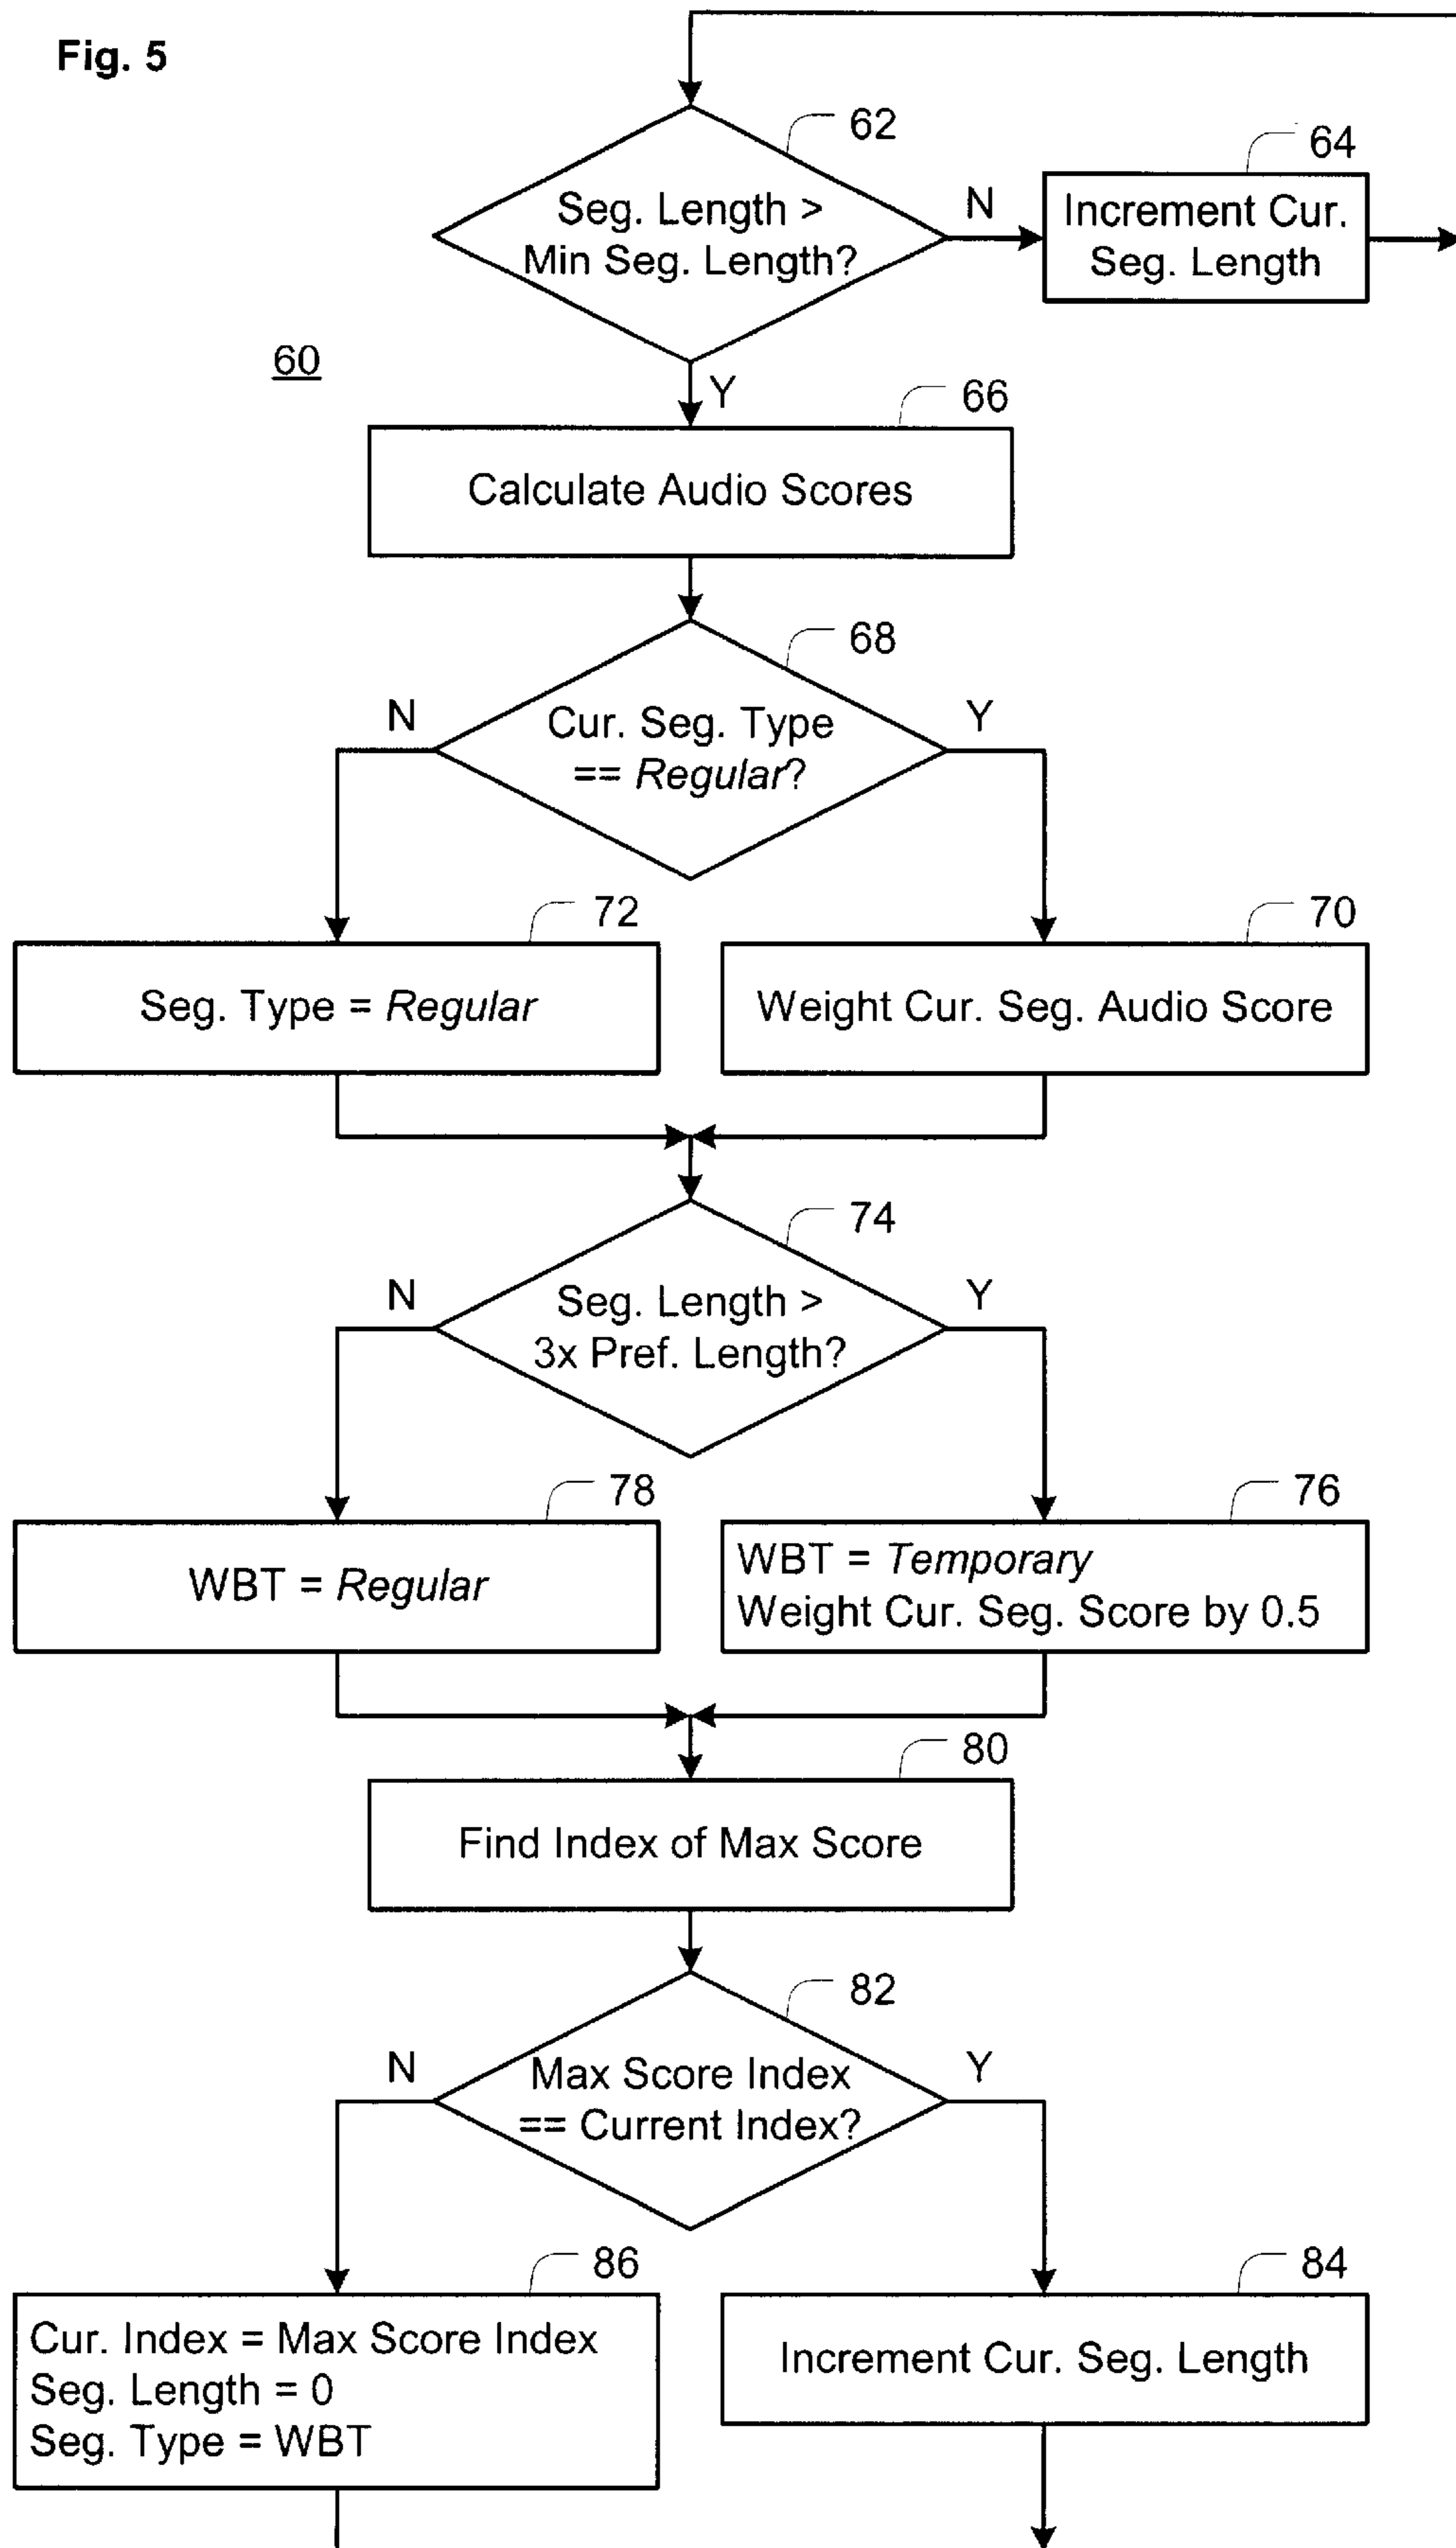 Fig. 5
62
Seg. Length >
Min Seg. Length?
N
64
Increment Cur.
Seg. Length
60
Y
66
Calculate Audio Scores
68
Cur. Seg. Type
== Regular?
N
Y
72
Seg. Type = Regular
70
Weight Cur. Seg. Audio Score
74
Seg. Length >
3x Pref. Length?
N
Y
78
WBT = Regular
76
WBT = Temporary
Weight Cur. Seg. Score by 0.5
80
Find Index of Max Score
82
Max Score Index
== Current Index?
N
Y
86
Cur. Index = Max Score Index
Seg. Length = 0
Seg. Type = WBT
84
Increment Cur. Seg. Length